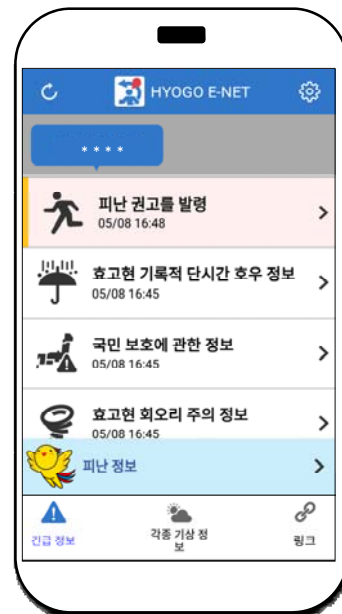 HYOGO E-NET
* * * *
피난 권고를 발령
05/08 16:48
효고현 기록적 단시간 호우 정보
05/08 16:45
국민 보호에 관한 정보
05/08 16:45
효고현 회오리 주의 정보
05/08 16:45
피난 정보
긴급 정보
각종 기상 정
보
링크